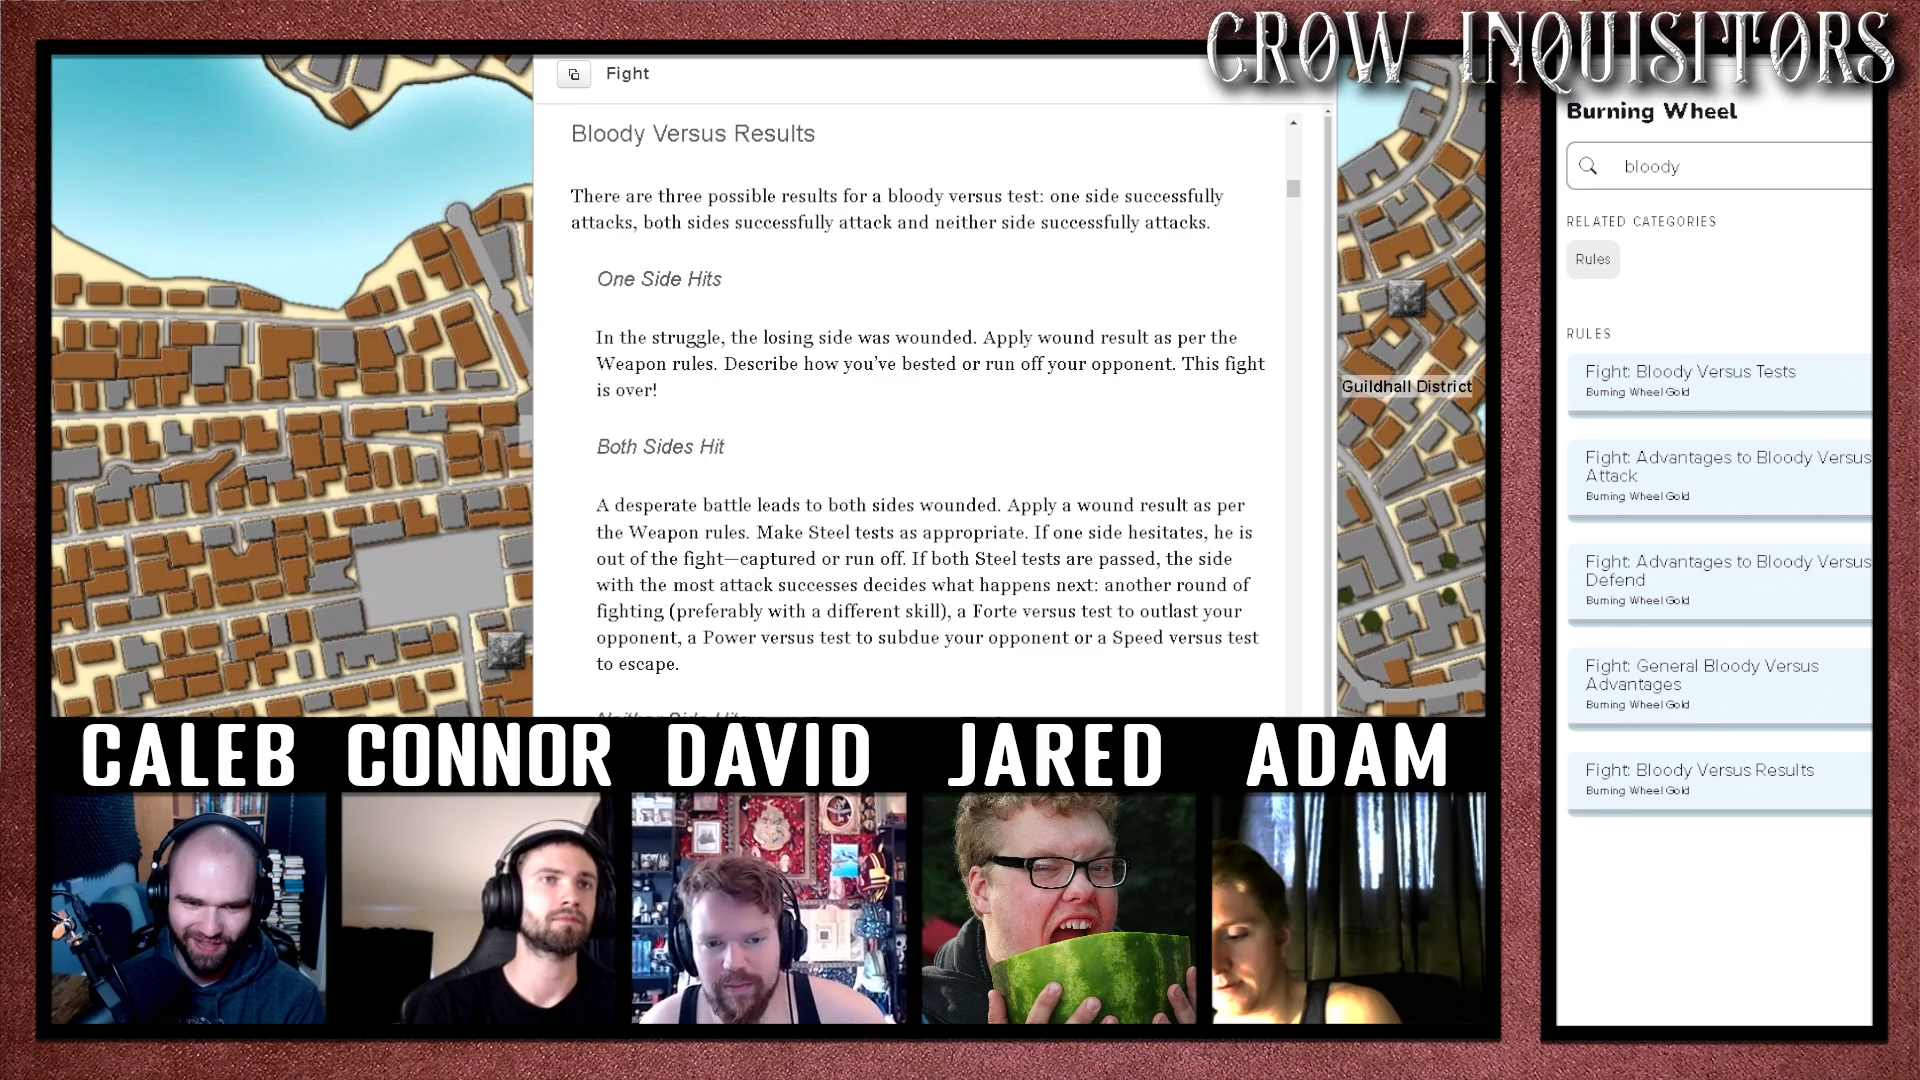 CROW INQUISITORS
Fight
Bloody Versus Results
There are three possible results for a bloody versus test: one side successfully
attacks, both sides successfully attack and neither side successfully attacks.
One Side Hits
In the struggle, the losing side was wounded. Apply wound result as per the
Weapon rules. Describe how you’ve bested or run off your opponent. This fight
is over!
Both Sides Hit
A desperate battle leads to both sides wounded. Apply a wound result as per
the Weapon rules. Make Steel tests as appropriate. If one side hesitates, he is
out of the fight—captured or run off. If both Steel tests are passed, the side
with the most attack successes decides what happens next: another round of
fighting (preferably with a different skill), a Forte versus test to outlast your
opponent, a Power versus test to subdue your opponent or a Speed versus test
to escape.
Guildhall District
Burning Wheel
bloody
RELATED CATEGORIES
Rules
RULES
Fight: Bloody Versus Tests
Burning Wheel Gold
Fight: Advantages to Bloody Versus
Attack
Burning Wheel Gold
Fight: Advantages to Bloody Versus
Defend
Burning Wheel Gold
Fight: General Bloody Versus
Advantages
Burning Wheel Gold
Fight: Bloody Versus Results
Burning Wheel Gold
CALEB CONNOR DAVID JARED ADAM